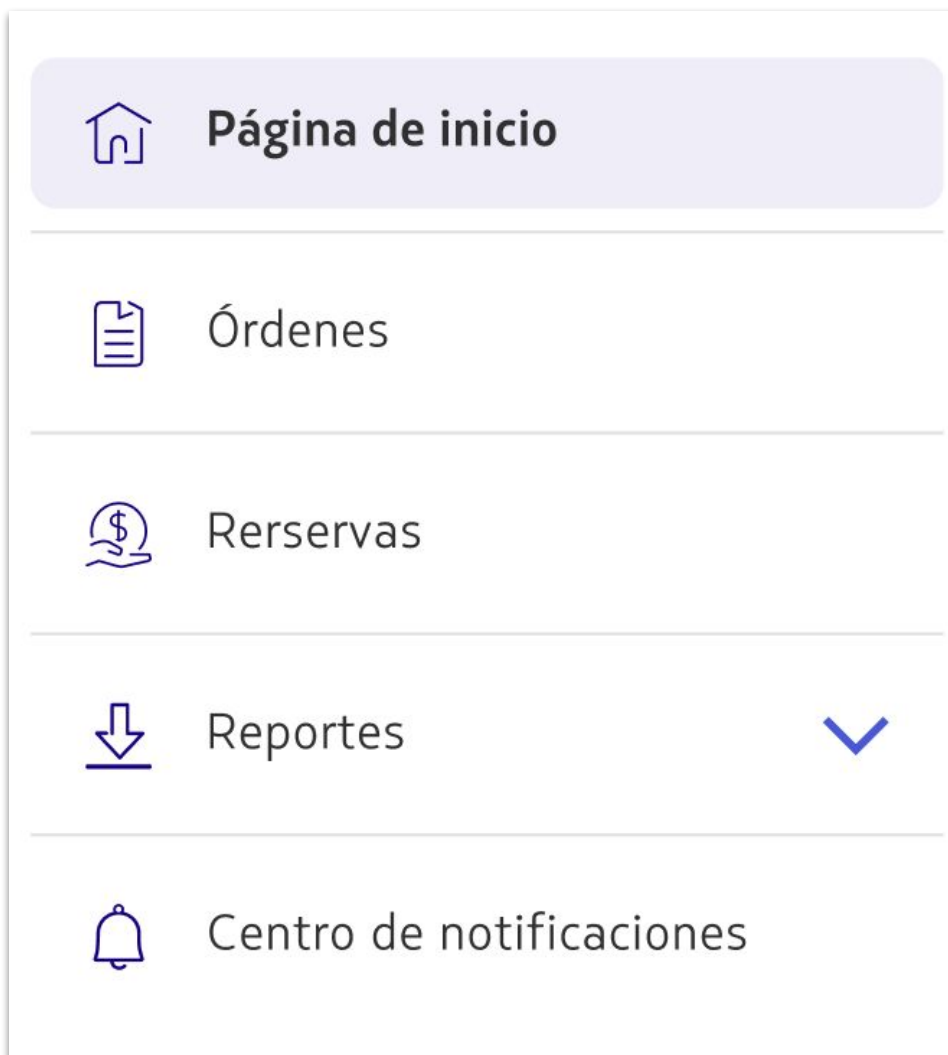 Página de inicio
Órdenes
Rerservas
Reportes
Centro de notificaciones